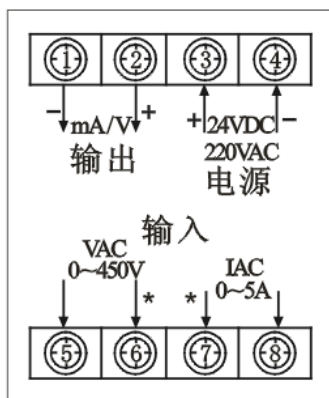 ① ② ③ ④
− mA/V + + 24VDC −
输出 220VAC
电源
输入
VAC IAC
0~450V 0~5A
* *
⑤ ⑥ ⑦ ⑧